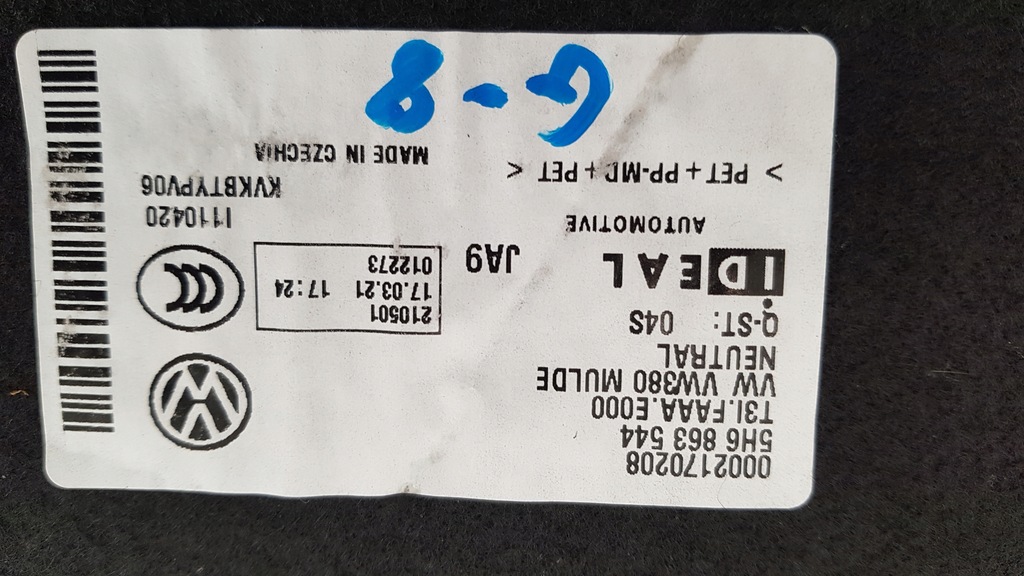 0002170208
5H6 863 544
T3I.FAAA.E000
VW VW380 MULDE
NEUTRAL
Q-ST: 04S
210501
17.03.21 17:24
012273
IDEAL
AUTOMOTIVE
JA9
I110420
KVKBTYPV06
> PET + PP-MD + PET <
MADE IN CZECHIA
G-8